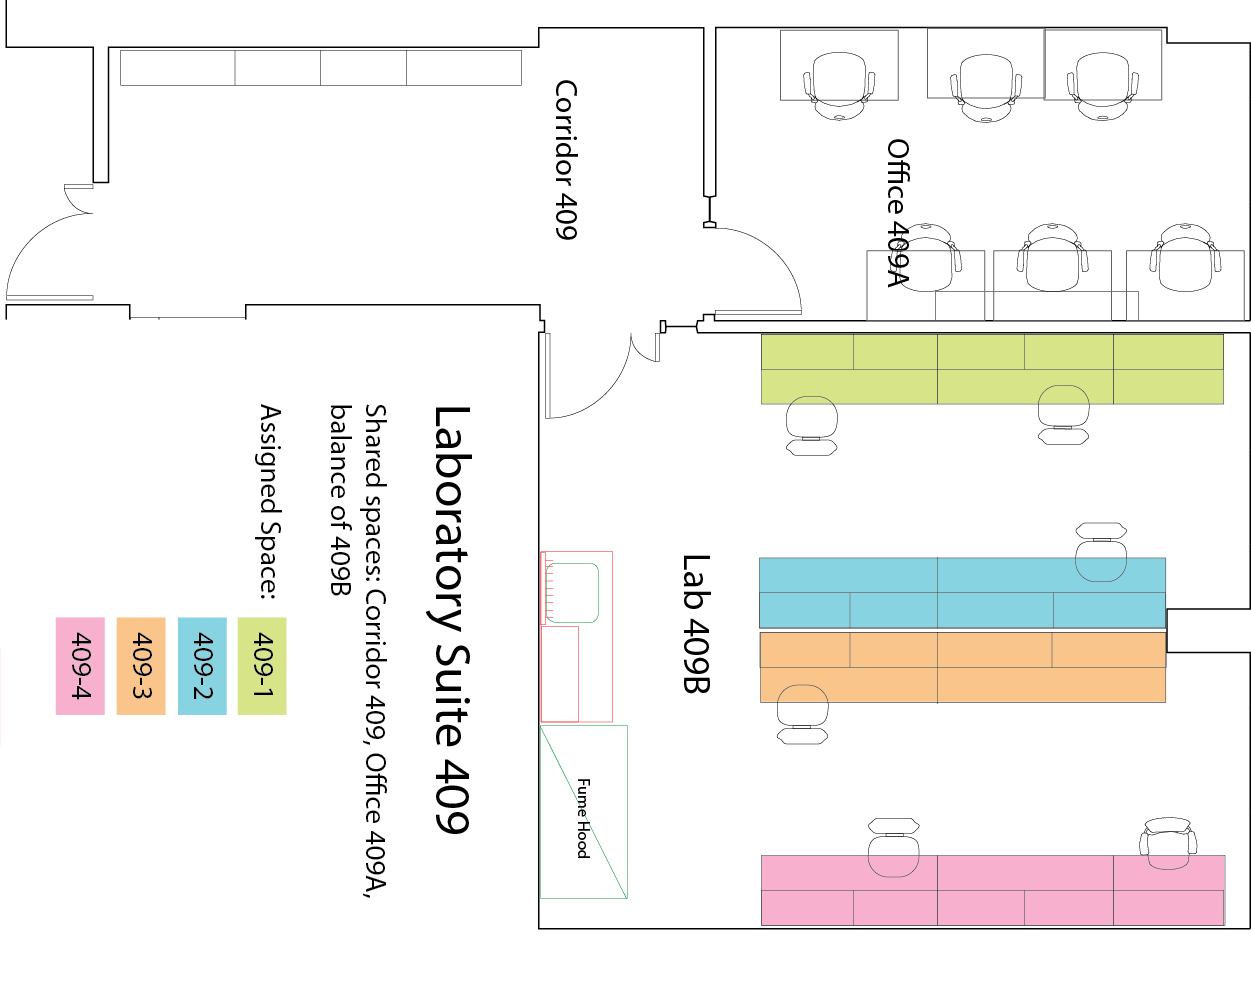 Corridor 409
Office 409A
Laboratory Suite 409
Shared spaces: Corridor 409, Office 409A,
balance of 409B
Assigned Space:
409-1
409-2
409-3
409-4
Lab 409B
Fume Hood